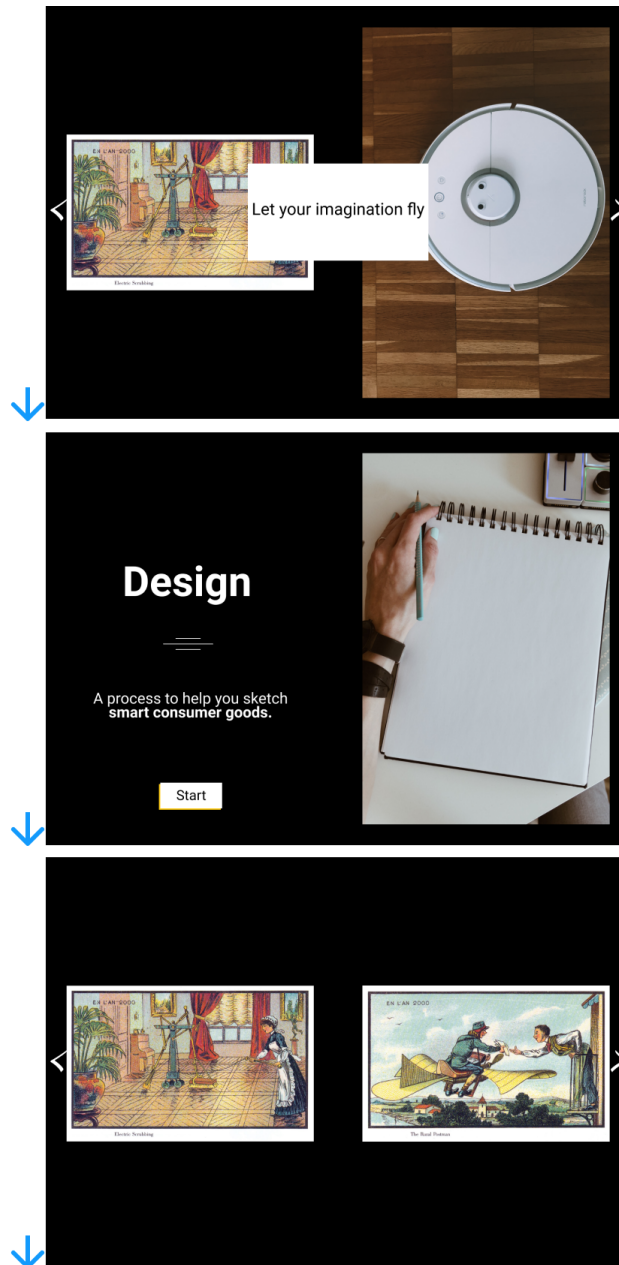 EN L'AN 2000
Let your imagination fly
Electric Scrubbing
Design
A process to help you sketch
smart consumer goods.
Start
EN L'AN 2000
EN L'AN 2000
Electric Scrubbing
The Rural Postman